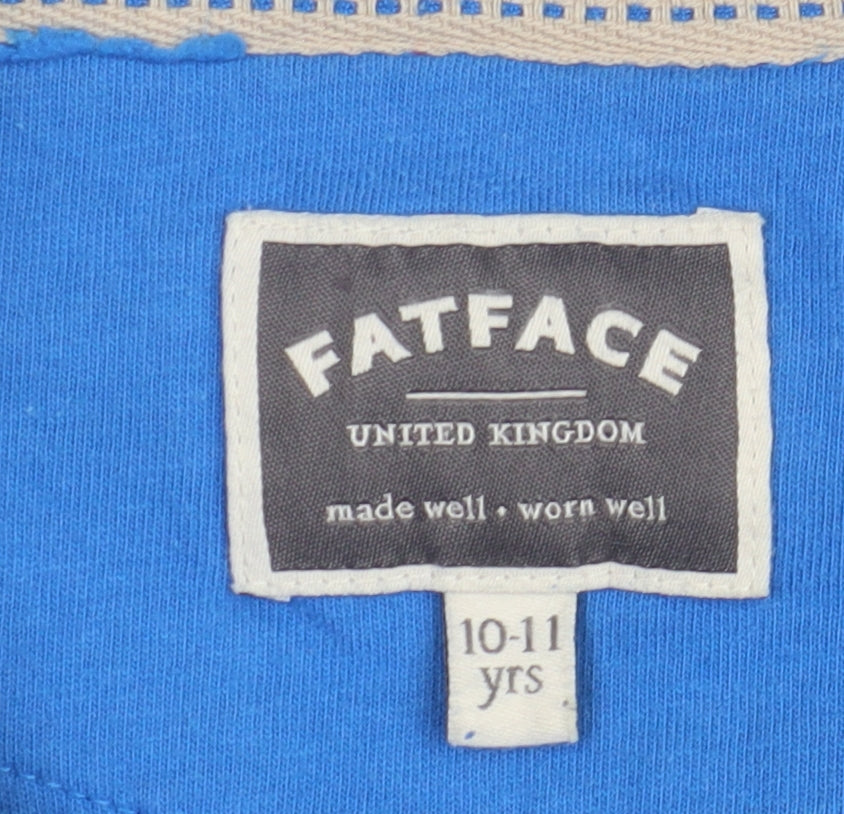 FATFACE
UNITED KINGDOM
made well • worn well
10-11
yrs